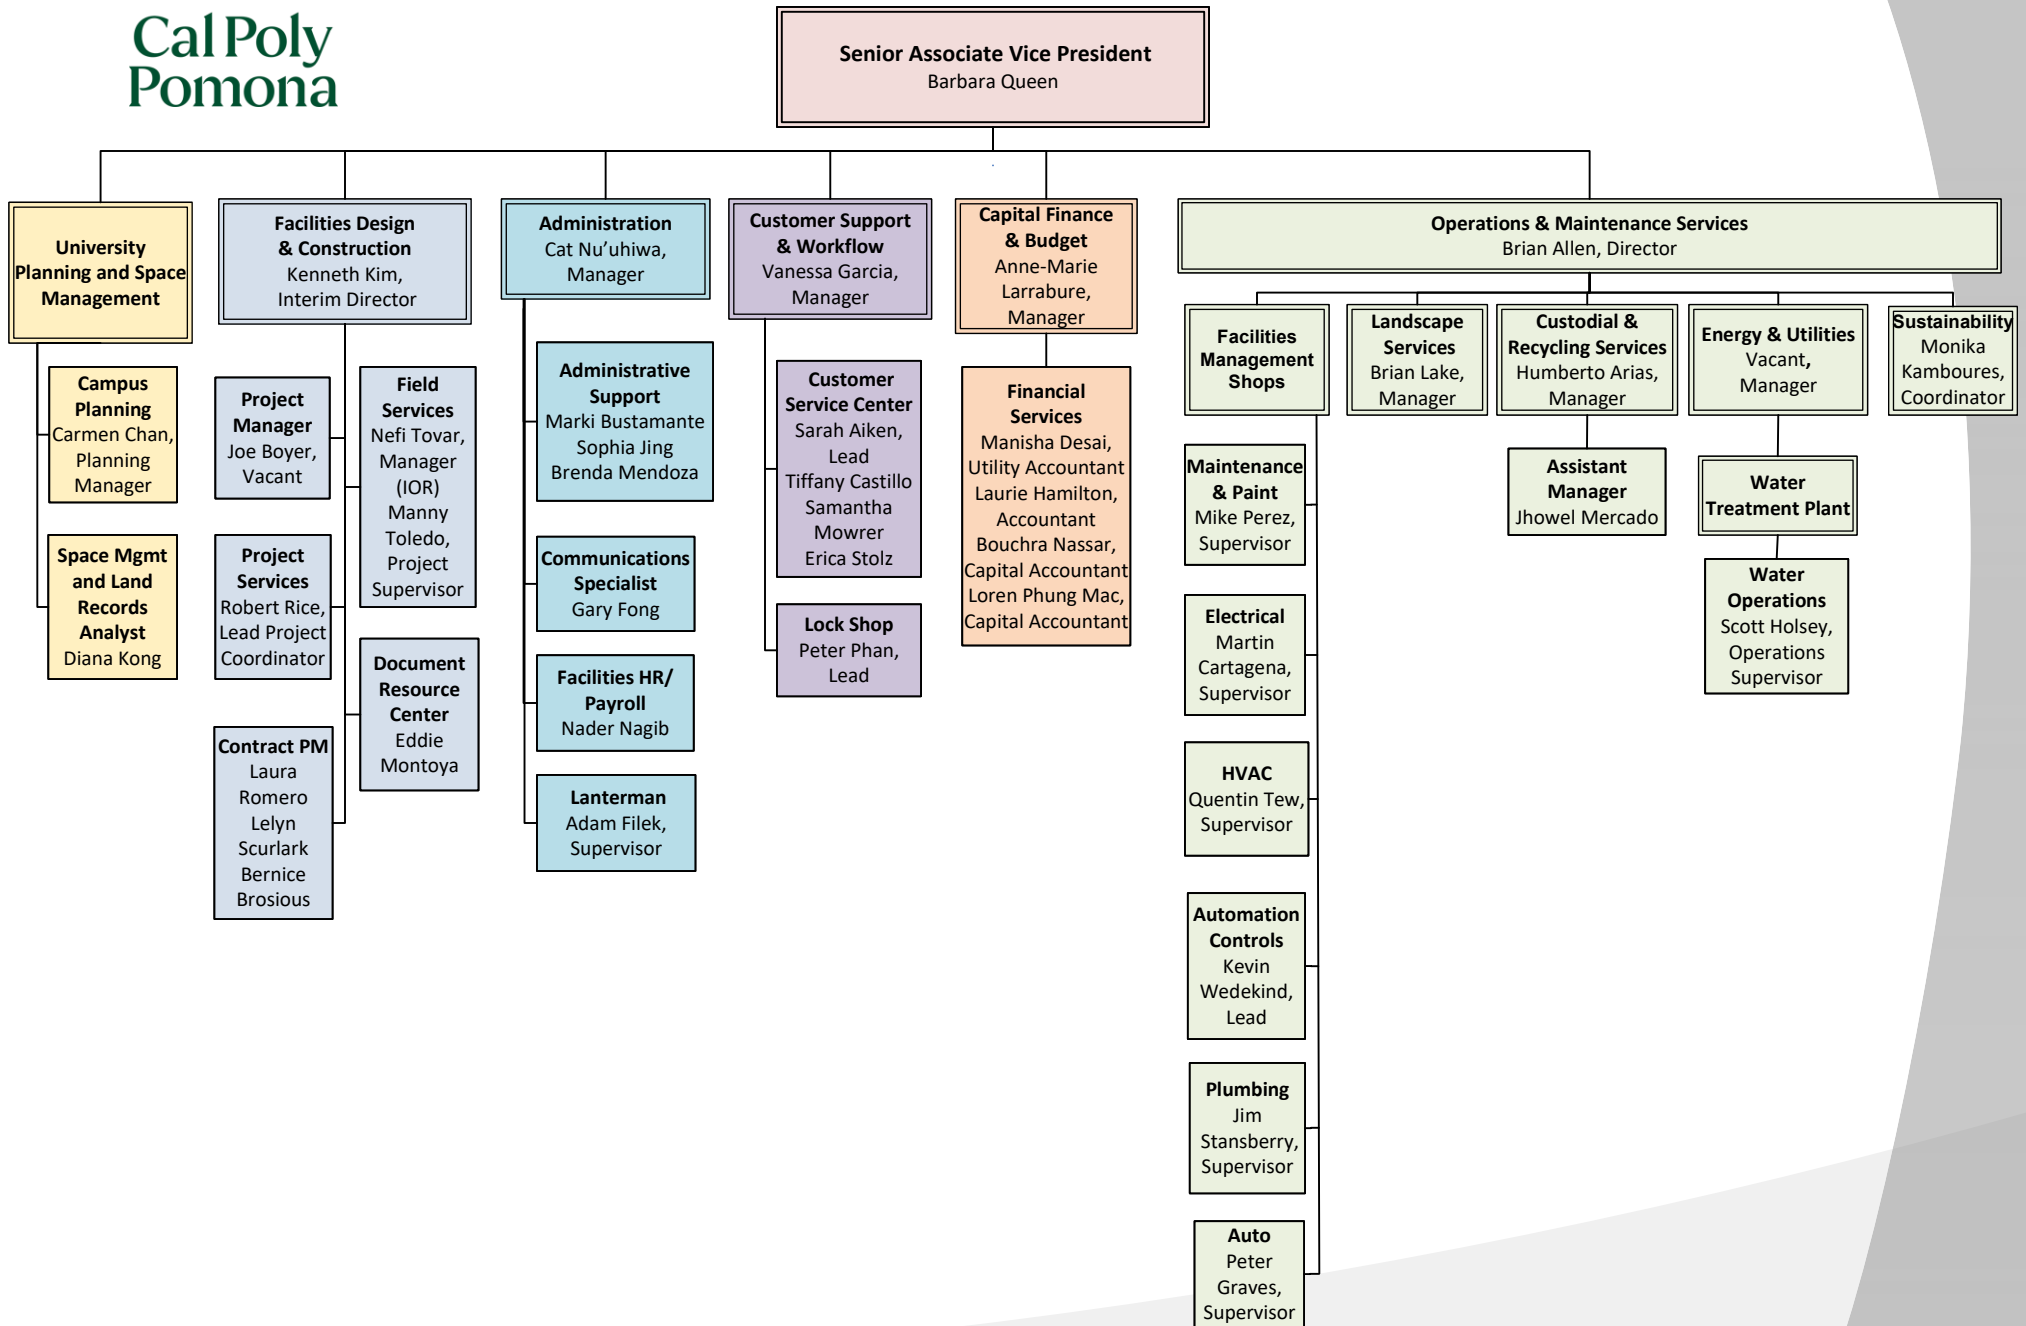 Cal Poly
Pomona
Senior Associate Vice President
Barbara Queen
University
Planning and Space
Management
Campus
Planning
Carmen Chan,
Planning
Manager
Space Mgmt
and Land
Records
Analyst
Diana Kong
Facilities Design
& Construction
Kenneth Kim,
Interim Director
Project
Manager
Joe Boyer,
Vacant
Project
Services
Robert Rice,
Lead Project
Coordinator
Contract PM
Laura
Romero
Lelyn
Scurlark
Bernice
Brosious
Field
Services
Nefi Tovar,
Manager
(IOR)
Manny
Toledo,
Project
Supervisor
Document
Resource
Center
Eddie
Montoya
Administration
Cat Nu’uhiwa,
Manager
Administrative
Support
Marki Bustamante
Sophia Jing
Brenda Mendoza
Communications
Specialist
Gary Fong
Facilities HR/
Payroll
Nader Nagib
Lanterman
Adam Filek,
Supervisor
Customer Support
& Workflow
Vanessa Garcia,
Manager
Customer
Service Center
Sarah Aiken,
Lead
Tiffany Castillo
Samantha
Mowrer
Erica Stolz
Lock Shop
Peter Phan,
Lead
Capital Finance
& Budget
Anne-Marie
Larrabure,
Manager
Financial
Services
Manisha Desai,
Utility Accountant
Laurie Hamilton,
Accountant
Bouchra Nassar,
Capital Accountant
Loren Phung Mac,
Capital Accountant
Operations & Maintenance Services
Brian Allen, Director
Facilities
Management
Shops
Maintenance
& Paint
Mike Perez,
Supervisor
Electrical
Martin
Cartagena,
Supervisor
HVAC
Quentin Tew,
Supervisor
Automation
Controls
Kevin
Wedekind,
Lead
Plumbing
Jim
Stansberry,
Supervisor
Auto
Peter
Graves,
Supervisor
Landscape
Services
Brian Lake,
Manager
Custodial &
Recycling Services
Humberto Arias,
Manager
Assistant
Manager
Jhowel Mercado
Energy & Utilities
Vacant,
Manager
Water
Treatment Plant
Water
Operations
Scott Holsey,
Operations
Supervisor
Sustainability
Monika
Kamboures,
Coordinator